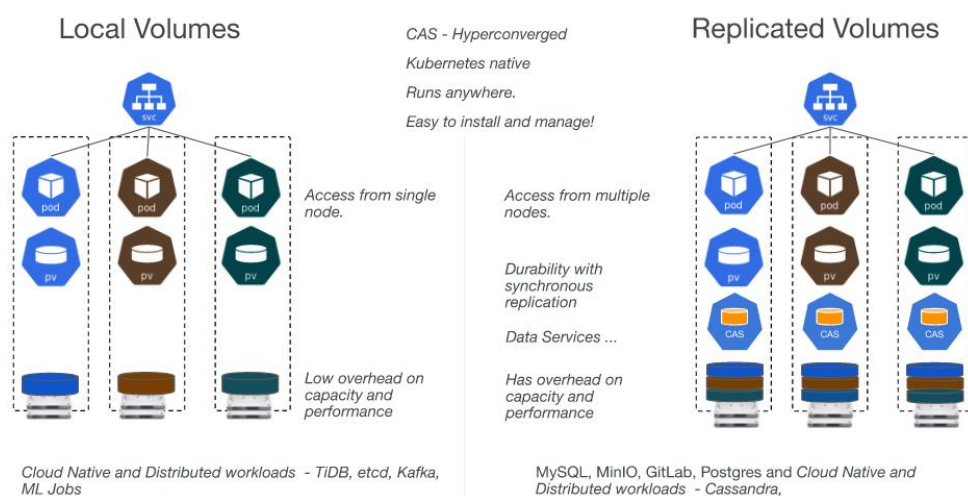 Local Volumes
CAS - Hyperconverged
Kubernetes native
Runs anywhere.
Easy to install and manage!
Replicated Volumes
svc
pod
pod
pod
Access from single
node.
pv
pv
pv
Low overhead on
capacity and
performance
Cloud Native and Distributed workloads - TiDB, etcd, Kafka,
ML Jobs
svc
Access from multiple
nodes.
pod
pod
pod
Durability with
synchronous
replication
pv
pv
pv
Data Services ...
CAS
CAS
CAS
Has overhead on
capacity and
performance
MySQL, MinIO, GitLab, Postgres and Cloud Native and
Distributed workloads - Cassandra,